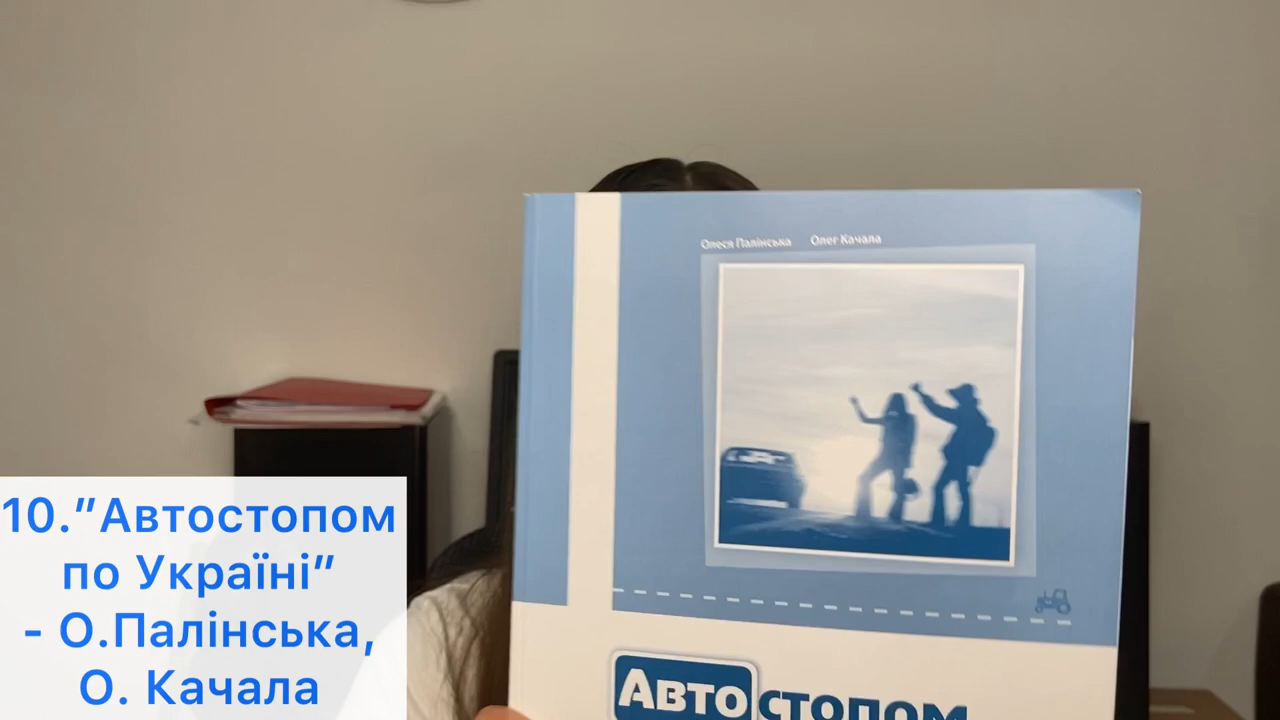 Олеся Палінська Олег Качала
Автостопом
10.”Автостопом
по Україні”
- О.Палінська,
О. Качала